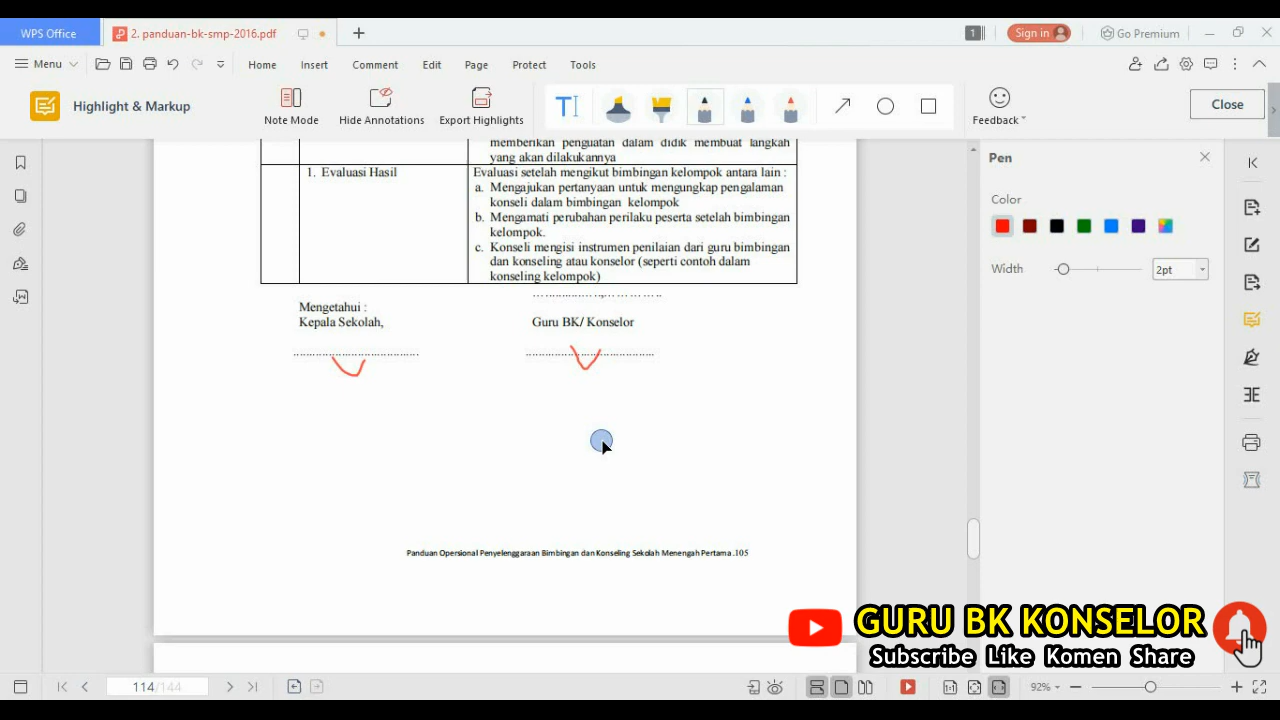 WPS Office
2. panduan-bk-smp-2016.pdf
1
Sign in
Go Premium
Menu
Home
Insert
Comment
Edit
Page
Protect
Tools
Highlight & Markup
Note Mode
Hide Annotations
Export Highlights
T
Feedback
Close
memberikan penguatan dalam didik membuat langkah
yang akan dilakukannya
1. Evaluasi Hasil
Evaluasi setelah mengikut bimbingan kelompok antara lain :
a. Mengajukan pertanyaan untuk mengungkap pengalaman
konseli dalam bimbingan kelompok
b. Mengamati perubahan perilaku peserta setelah bimbingan
kelompok.
c. Konseli mengisi instrumen penilaian dari guru bimbingan
dan konseling atau konselor (seperti contoh dalam
konseling kelompok)
Mengetahui :
Kepala Sekolah,
Guru BK/ Konselor
Panduan Opersional Penyelenggaraan Bimbingan dan Konseling Sekolah Menengah Pertama .105
Pen
Color
Width
2pt
GURU BK KONSELOR
Subscribe Like Komen Share
114/144
1:1
92%